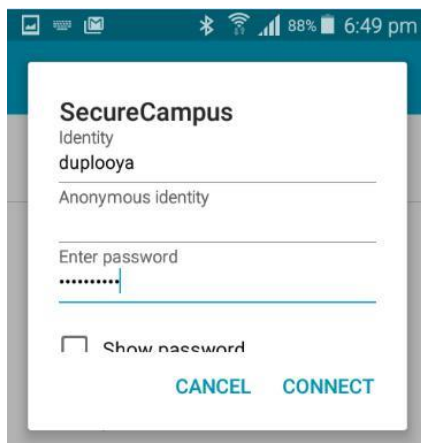 88% 6:49 pm
SecureCampus
Identity
duplooya
Anonymous identity
Enter password
••••••••••
Show password
CANCEL CONNECT